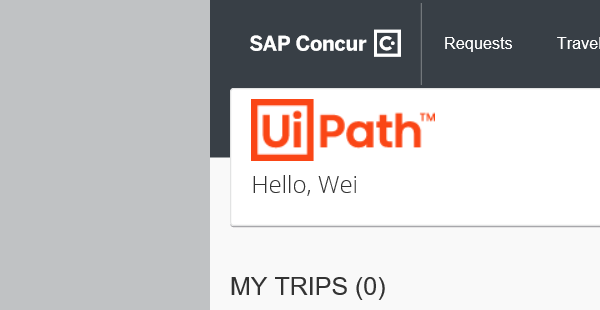 SAP Concur Requests
UiPath™
Hello, Wei
MY TRIPS (0)